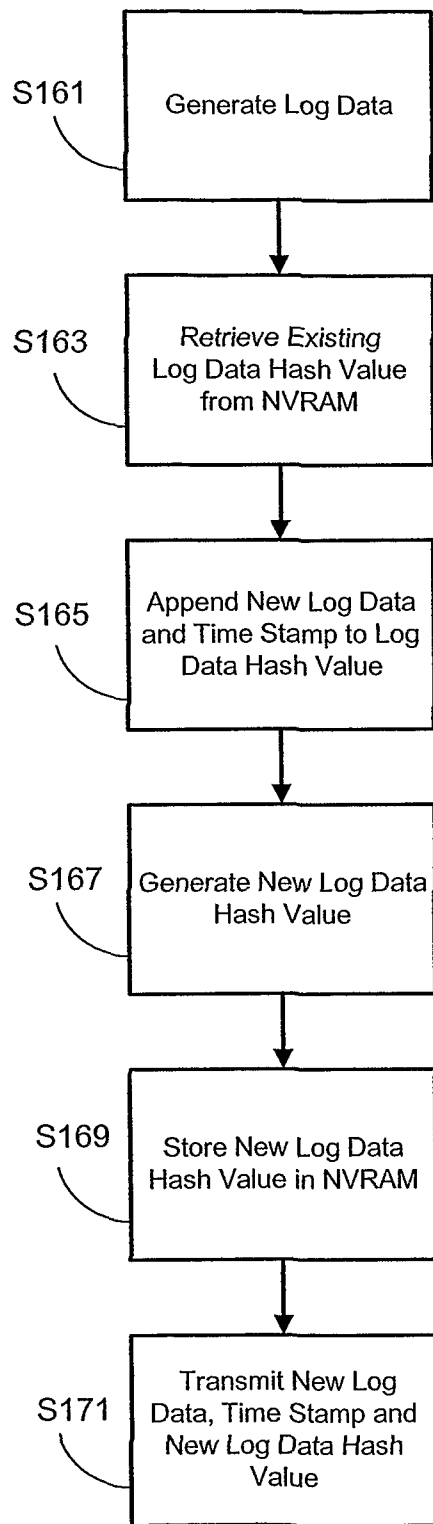 S161
Generate Log Data
S163
Retrieve Existing
Log Data Hash Value
from NVRAM
S165
Append New Log Data
and Time Stamp to Log
Data Hash Value
S167
Generate New Log Data
Hash Value
S169
Store New Log Data
Hash Value in NVRAM
S171
Transmit New Log
Data, Time Stamp and
New Log Data Hash
Value